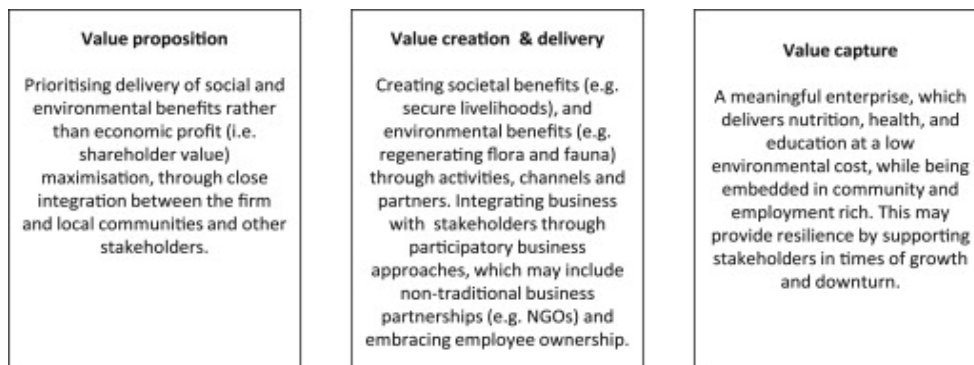 Value proposition
Prioritising delivery of social and
environmental benefits rather
than economic profit (i.e.
shareholder value)
maximisation, through close
integration between the firm
and local communities and other
stakeholders.
Value creation & delivery
Creating societal benefits (e.g.
secure livelihoods), and
environmental benefits (e.g.
regenerating flora and fauna)
through activities, channels and
partners. Integrating business
with stakeholders through
participatory business
approaches, which may include
non-traditional business
partnerships (e.g. NGOs) and
embracing employee ownership.
Value capture
A meaningful enterprise, which
delivers nutrition, health, and
education at a low
environmental cost, while being
embedded in community and
employment rich. This may
provide resilience by supporting
stakeholders in times of growth
and downturn.